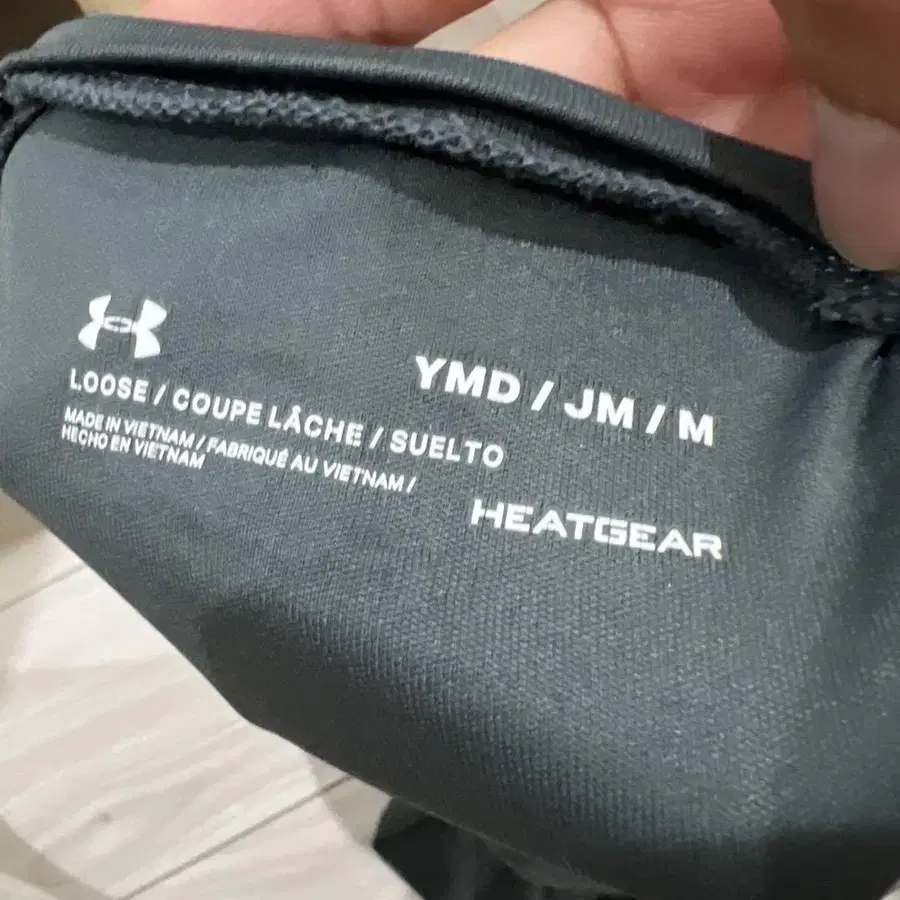 YMD / JM / M
LOOSE / COUPE LÂCHE / SUELTO
MADE IN VIETNAM / FABRIQUÉ AU VIETNAM /
HECHO EN VIETNAM
HEATGEAR